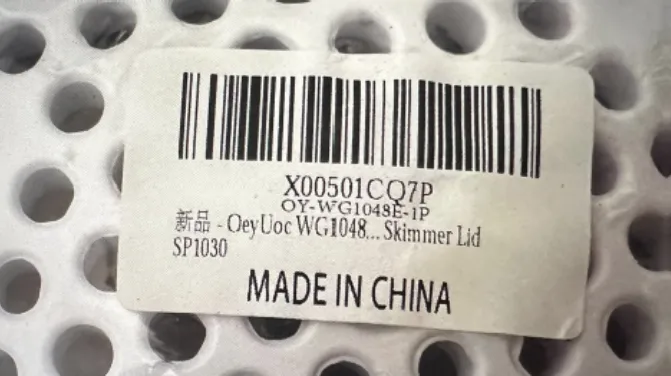 X00501CQ7P
OY-WG1048E-1P
新品 - OeyUoc WG1048... Skimmer Lid
SP1030
MADE IN CHINA